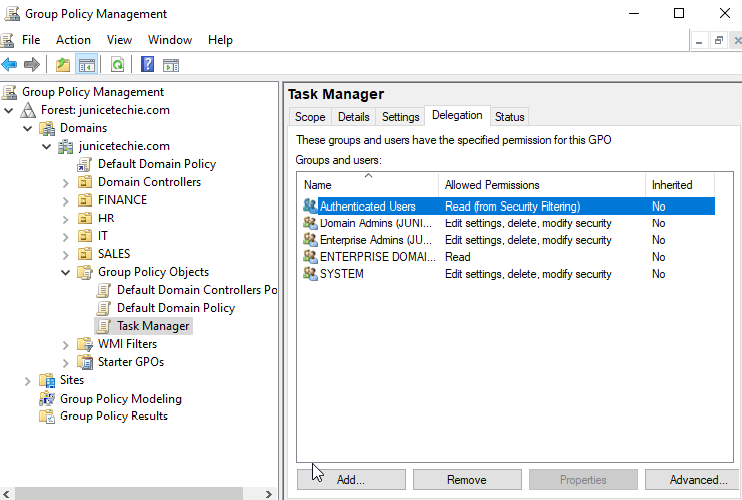 Group Policy Management
File Action View Window Help
Group Policy Management
Forest: junicetechie.com
Domains
junicetechie.com
Default Domain Policy
Domain Controllers
FINANCE
HR
IT
SALES
Group Policy Objects
Default Domain Controllers Po
Default Domain Policy
Task Manager
WMI Filters
Starter GPOs
Sites
Group Policy Modeling
Group Policy Results
Task Manager
Scope Details Settings Delegation Status
These groups and users have the specified permission for this GPO
Groups and users:
Name Allowed Permissions Inherited
Authenticated Users Read (from Security Filtering) No
Domain Admins (JUNI... Edit settings, delete, modify security No
Enterprise Admins (JU... Edit settings, delete, modify security No
ENTERPRISE DOMAI... Read No
SYSTEM Edit settings, delete, modify security No
Add... Remove Properties Advanced...